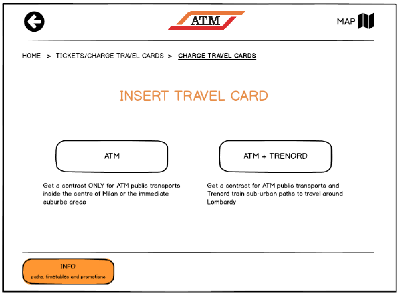 ATM
MAP
HOME > TICKETS/CHARGE TRAVEL CARDS > CHARGE TRAVEL CARDS
INSERT TRAVEL CARD
ATM
ATM + TRENORD
Get a contract ONLY for ATM public transports
inside the centre of Milan or the immediate
suburbs areas
Get a contract for ATM public transports and
Trenord train sub-urban paths to travel around
Lombardy
INFO
paths, timetables and promotions